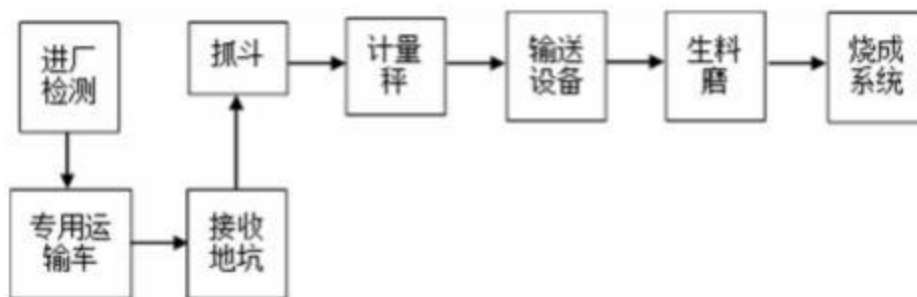 进厂
检测
专用运
输车
接收
地坑
抓斗
计量
秤
输送
设备
生料
磨
烧成
系统